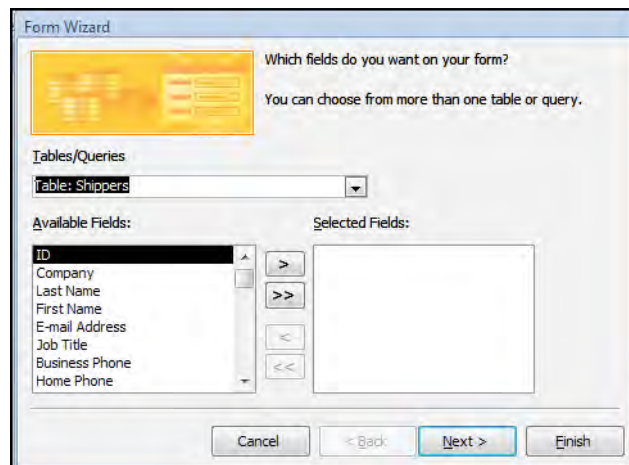 Form Wizard
Which fields do you want on your form?
You can choose from more than one table or query.
Tables/Queries
Table: Shippers
Available Fields:
Selected Fields:
ID
Company
Last Name
First Name
E-mail Address
Job Title
Business Phone
Home Phone
>
>>
<
<<
Cancel
< Back
Next >
Finish